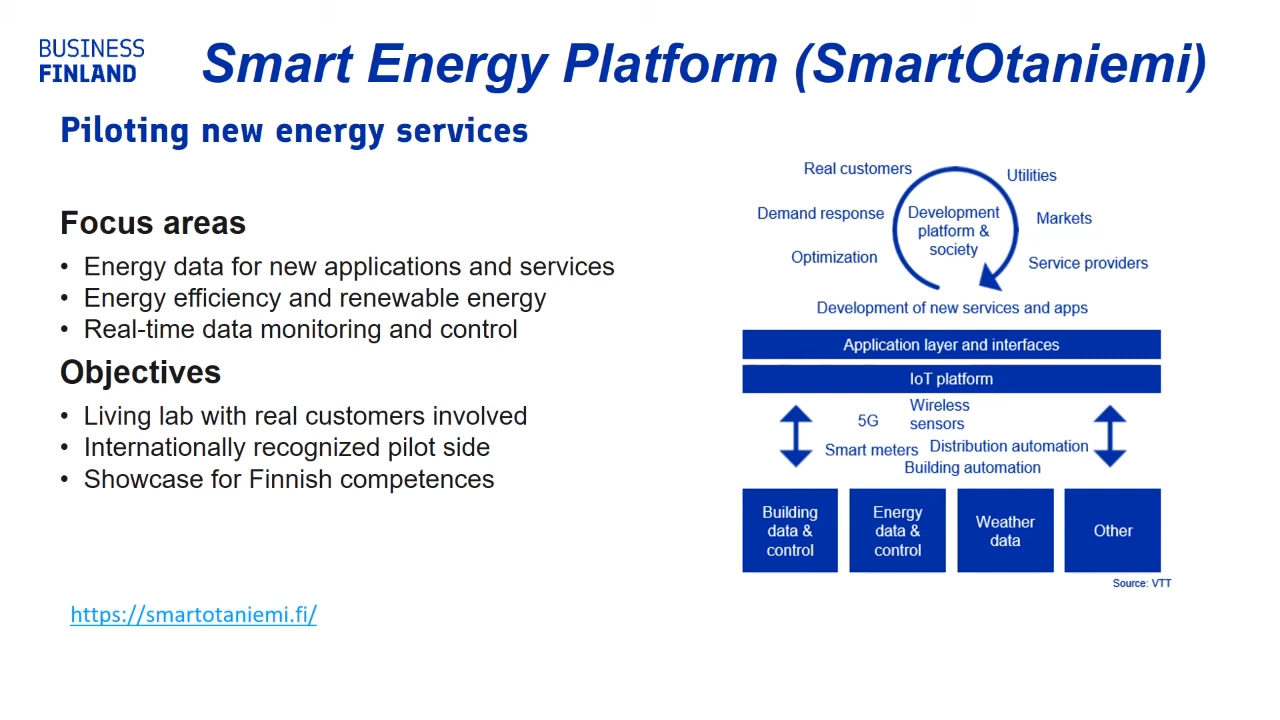 BUSINESS
FINLAND
Smart Energy Platform (SmartOtaniemi)
Piloting new energy services
Focus areas
• Energy data for new applications and services
• Energy efficiency and renewable energy
• Real-time data monitoring and control
Objectives
• Living lab with real customers involved
• Internationally recognized pilot side
• Showcase for Finnish competences
https://smartotaniemi.fi/
Real customers
Utilities
Demand response
Development
platform &
society
Markets
Optimization
Service providers
Development of new services and apps
Application layer and interfaces
IoT platform
5G
Wireless
sensors
Smart meters
Distribution automation
Building automation
Building
data &
control
Energy
data &
control
Weather
data
Other
Source: VTT